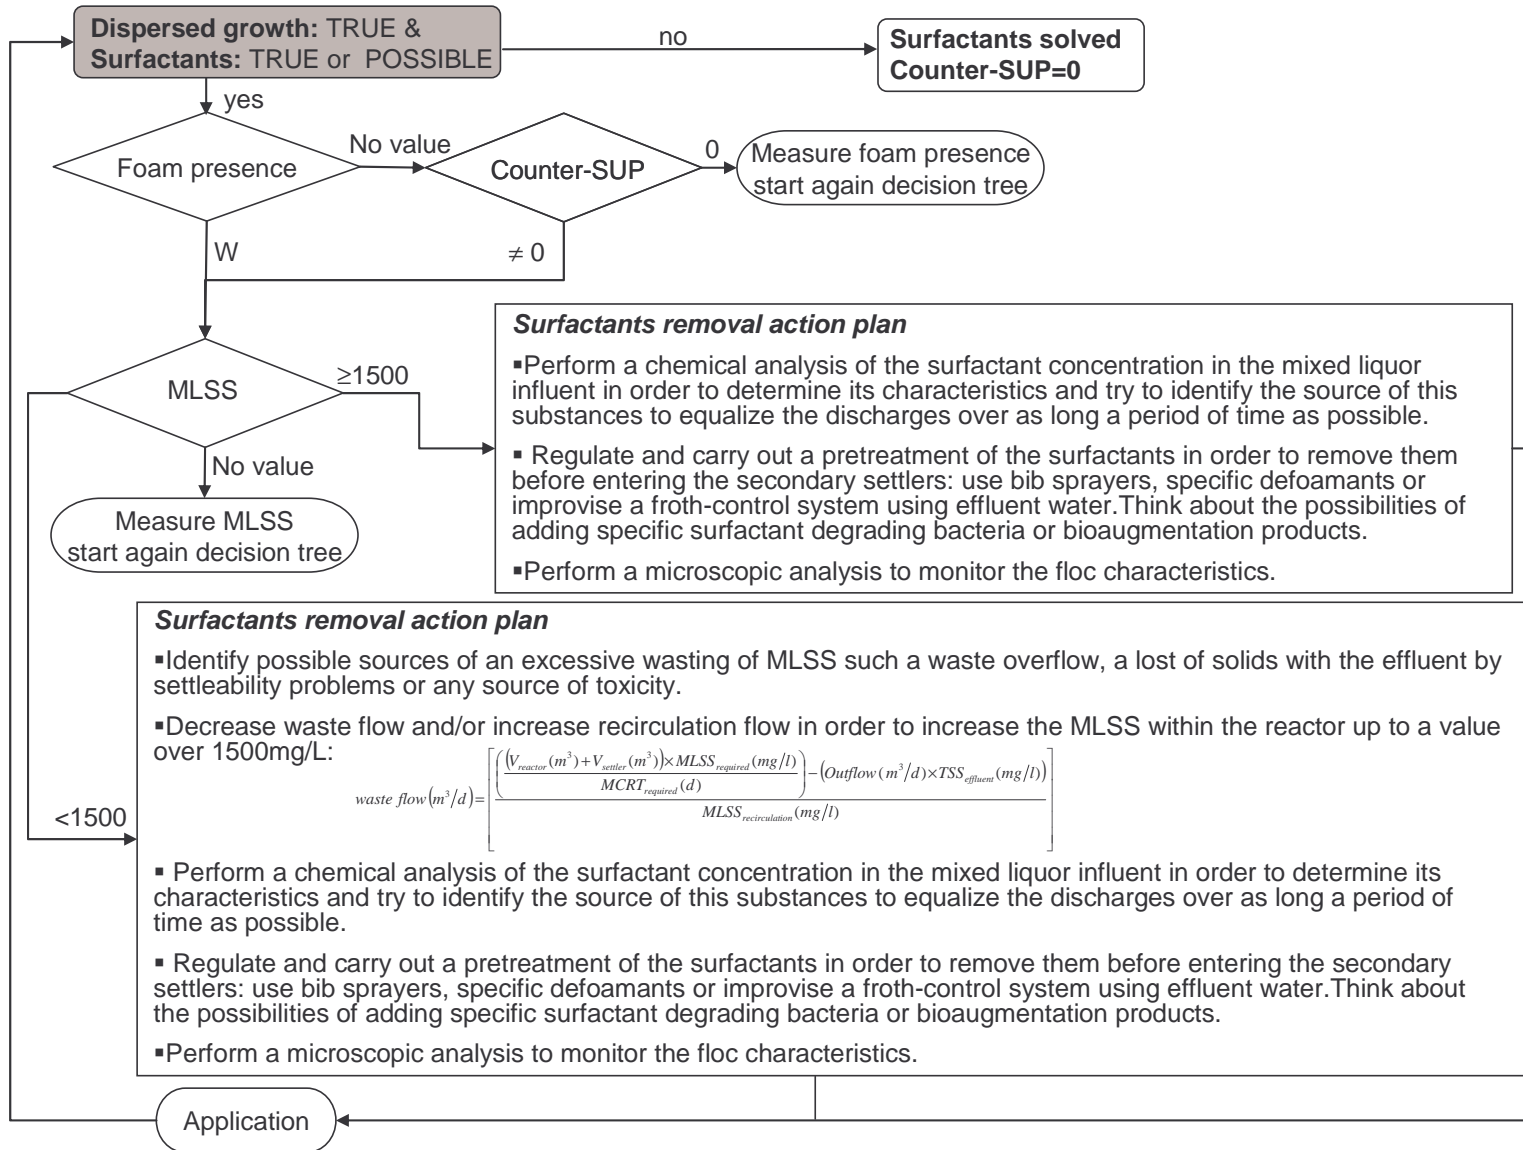 Dispersed growth: TRUE &
Surfactants: TRUE or POSSIBLE
no
Surfactants solved
Counter-SUP=0
yes
Foam presence
No value
Counter-SUP
0
Measure foam presence
start again decision tree
W
≠ 0
MLSS
≥1500
No value
Measure MLSS
start again decision tree
Surfactants removal action plan
▪Perform a chemical analysis of the surfactant concentration in the mixed liquor
influent in order to determine its characteristics and try to identify the source of this
substances to equalize the discharges over as long a period of time as possible.
▪ Regulate and carry out a pretreatment of the surfactants in order to remove them
before entering the secondary settlers: use bib sprayers, specific defoamants or
improvise a froth-control system using effluent water.Think about the possibilities of
adding specific surfactant degrading bacteria or bioaugmentation products.
▪Perform a microscopic analysis to monitor the floc characteristics.
<1500
Surfactants removal action plan
▪Identify possible sources of an excessive wasting of MLSS such a waste overflow, a lost of solids with the effluent by
settleability problems or any source of toxicity.
▪Decrease waste flow and/or increase recirculation flow in order to increase the MLSS within the reactor up to a value
over 1500mg/L:
waste flow(m³/d)=[(((V reactor (m³)+V settler (m³))×MLSS required (mg/l))/(MCRT required (d)))−(Outflow(m³/d)×TSS effluent (mg/l))/MLSS recirculation (mg/l)]
▪ Perform a chemical analysis of the surfactant concentration in the mixed liquor influent in order to determine its
characteristics and try to identify the source of this substances to equalize the discharges over as long a period of
time as possible.
▪ Regulate and carry out a pretreatment of the surfactants in order to remove them before entering the secondary
settlers: use bib sprayers, specific defoamants or improvise a froth-control system using effluent water.Think about
the possibilities of adding specific surfactant degrading bacteria or bioaugmentation products.
▪Perform a microscopic analysis to monitor the floc characteristics.
Application